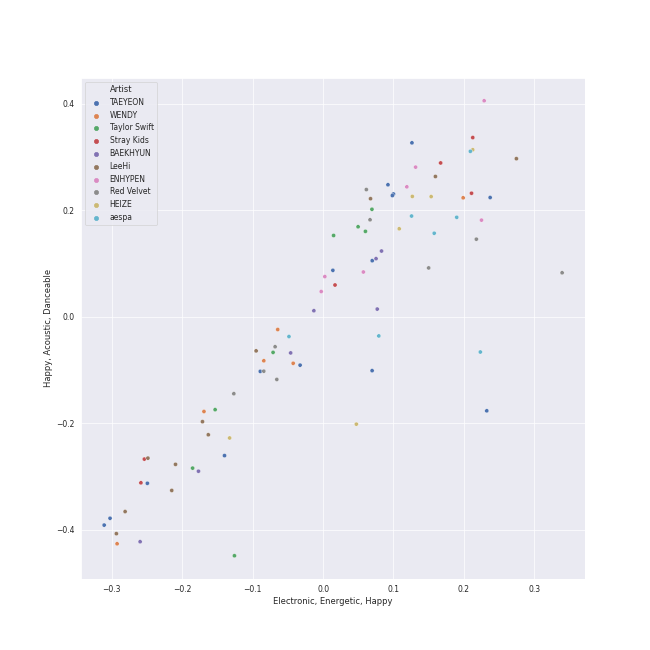 Artist
TAEYEON
WENDY
Taylor Swift
Stray Kids
BAEKHYUN
LeeHi
ENHYPEN
Red Velvet
HEIZE
aespa
0.4
0.2
0.0
−0.2
−0.4
Happy, Acoustic, Danceable
−0.3 −0.2 −0.1 0.0 0.1 0.2 0.3
Electronic, Energetic, Happy